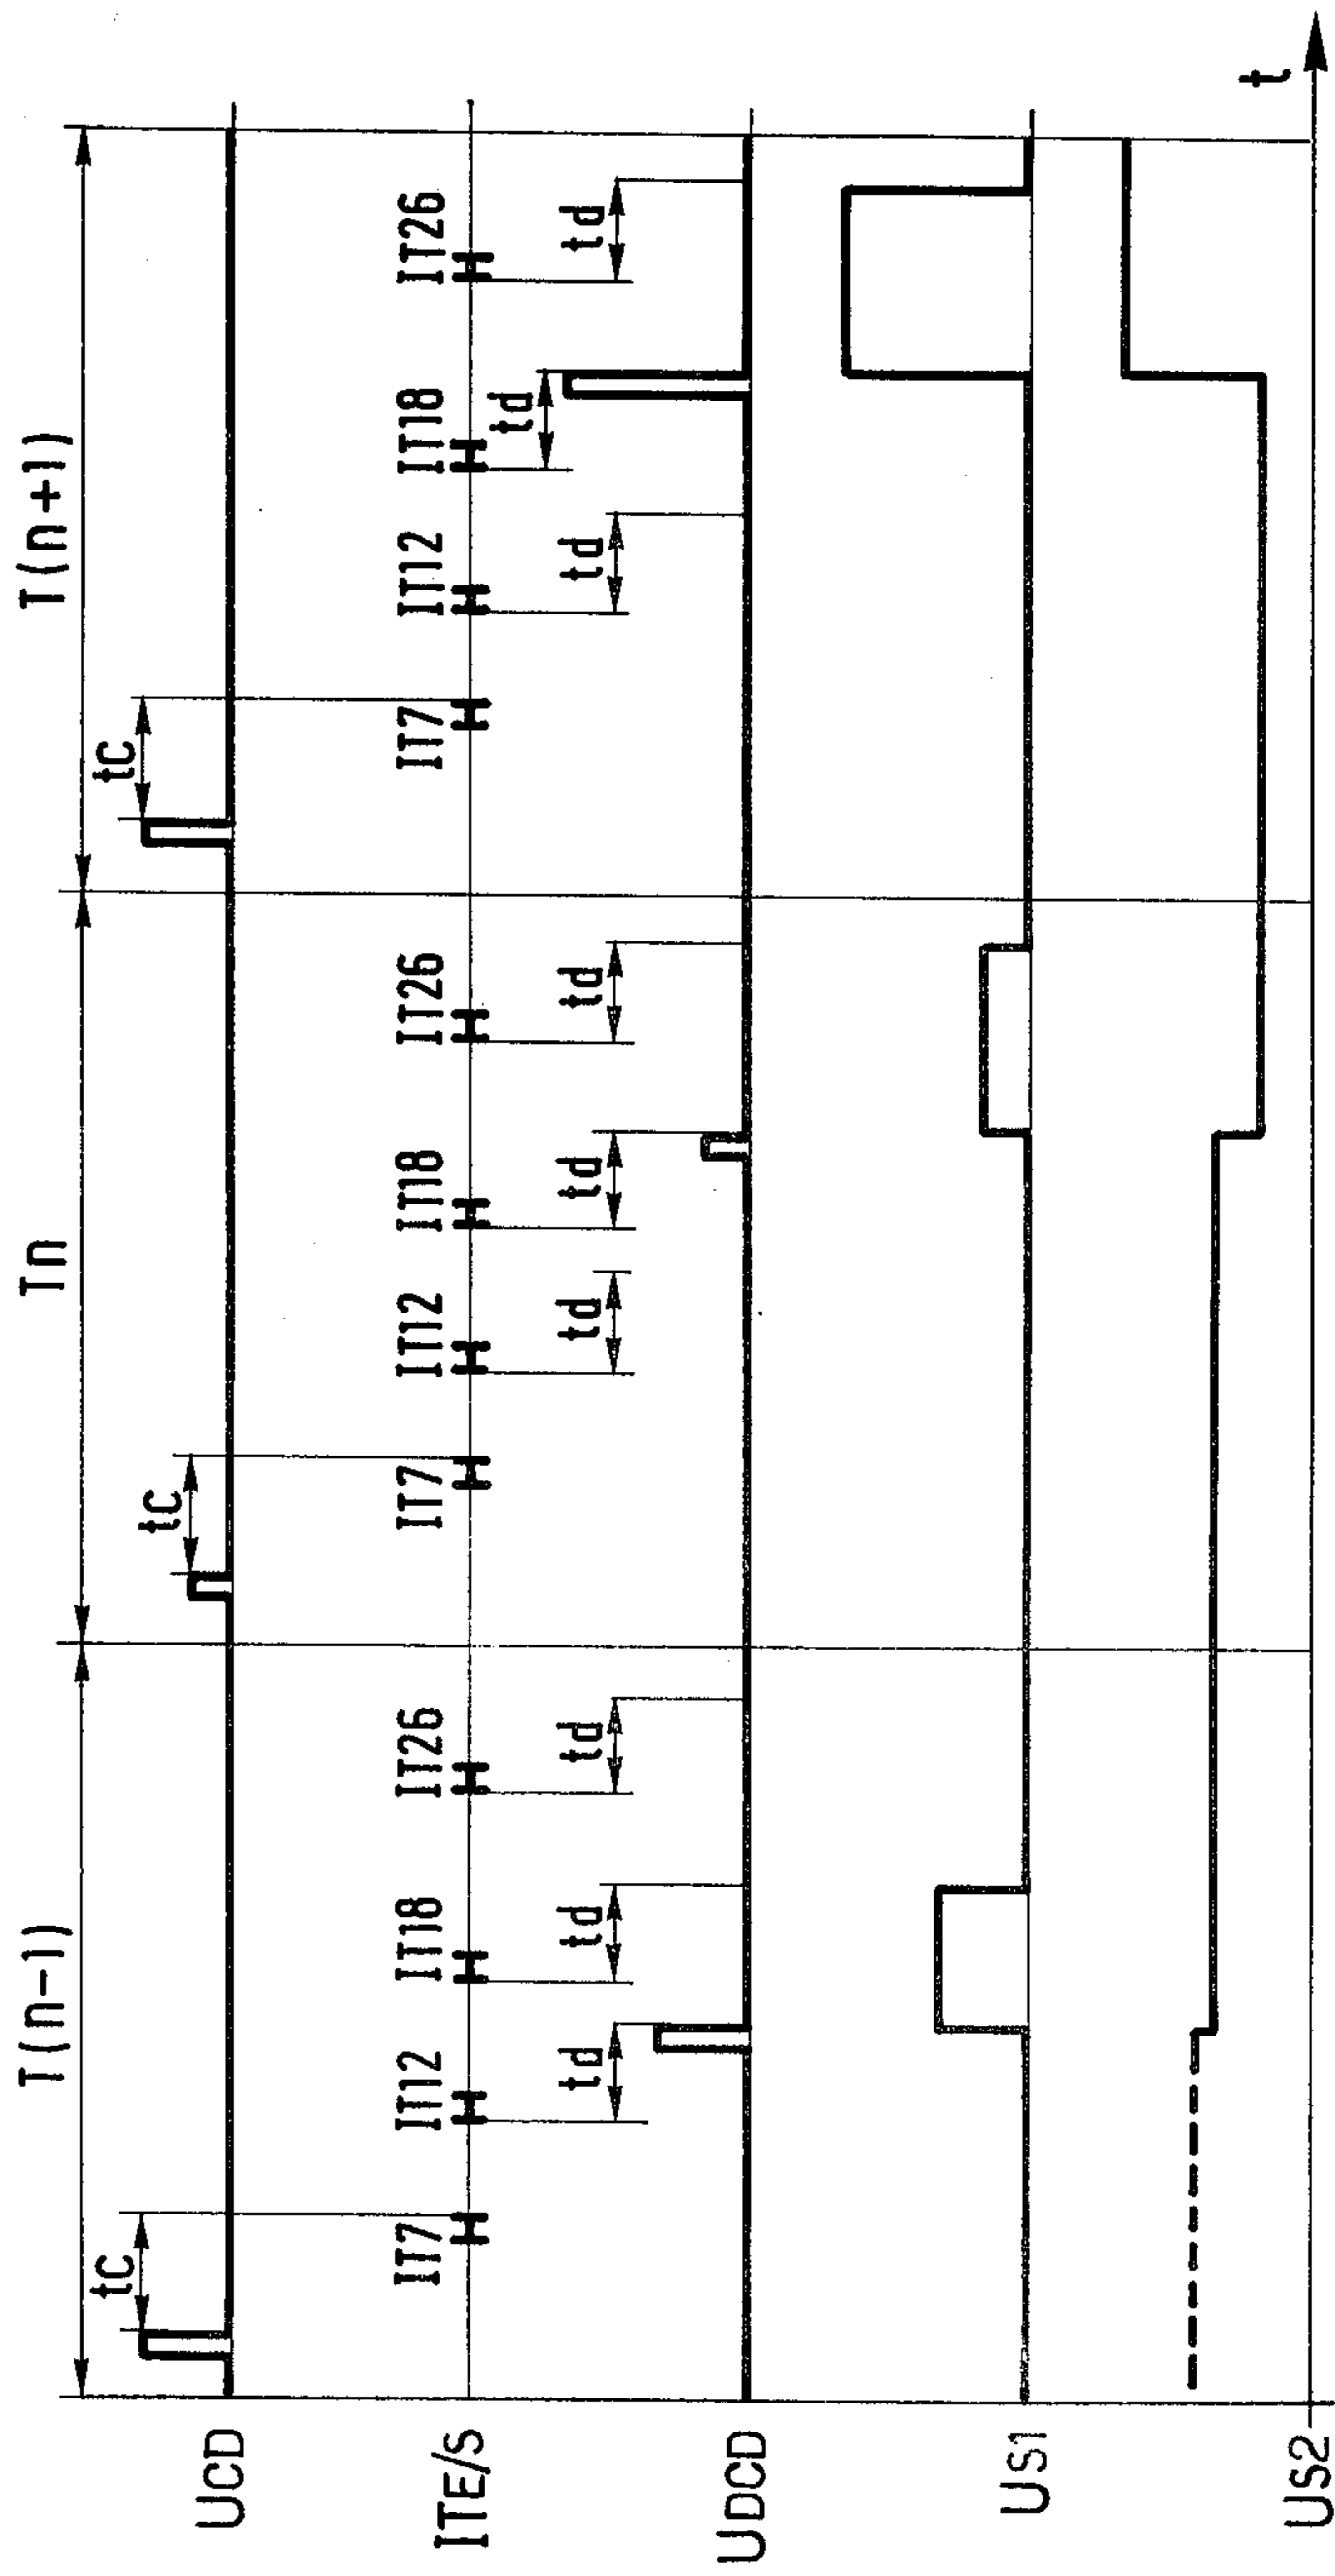 T(n-1) Tn T(n+1)
UCD tC tC tC
ITE/S IT7 IT12 IT18 IT26 IT7 IT12 IT18 IT26 IT7 IT12 IT18 IT26
td td td td td td td td td
UDCD
US1
US2 t